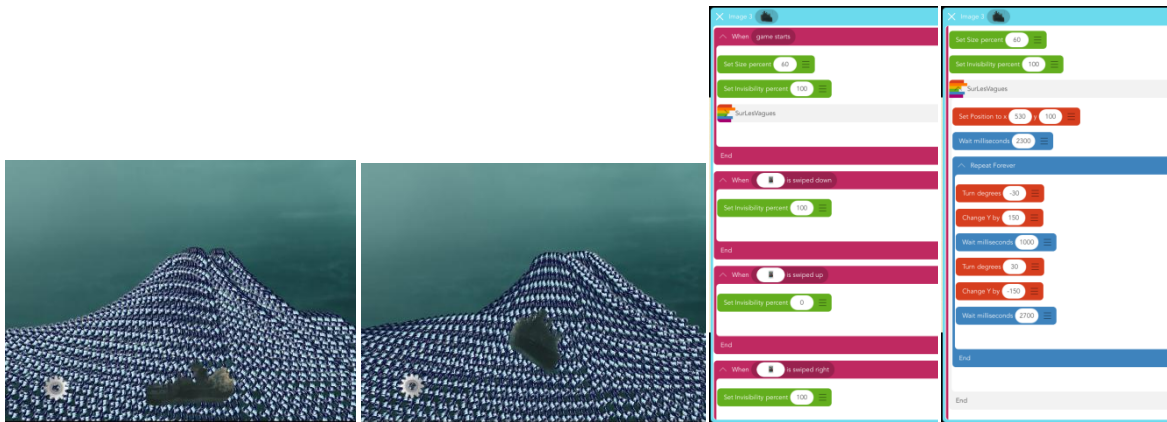 Image 3
When game starts
Set Size percent 60
Set Invisibility percent 100
SurLesVagues
End
When is swiped down
Set Invisibility percent 100
End
When is swiped up
Set Invisibility percent 0
End
When is swiped right
Set Invisibility percent 100
Image 3
Set Size percent 60
Set Invisibility percent 100
SurLesVagues
Set Position to x 530 y 100
Wait milliseconds 2300
Repeat Forever
Turn degrees -30
Change Y by 150
Wait milliseconds 1000
Turn degrees 30
Change Y by -150
Wait milliseconds 2700
End
End